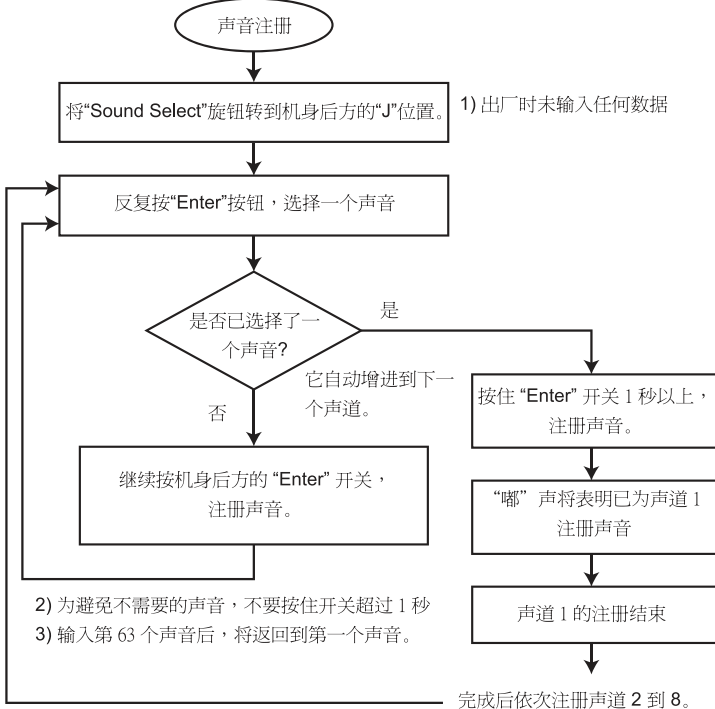 声音注册
将“Sound Select”旋钮转到机身后方的“J”位置。
1) 出厂时未输入任何数据
反复按“Enter”按钮，选择一个声音
是否已选择了一
个声音?
是
它自动增进到下一
个声道。
否
按住 “Enter” 开关 1 秒以上，
注册声音。
继续按机身后方的 “Enter” 开关，
注册声音。
“嘟” 声将表明已为声道 1
注册声音
2) 为避免不需要的声音，不要按住开关超过 1 秒
3) 输入第 63 个声音后，将返回到第一个声音。
声道 1 的注册结束
完成后依次注册声道 2 到 8。